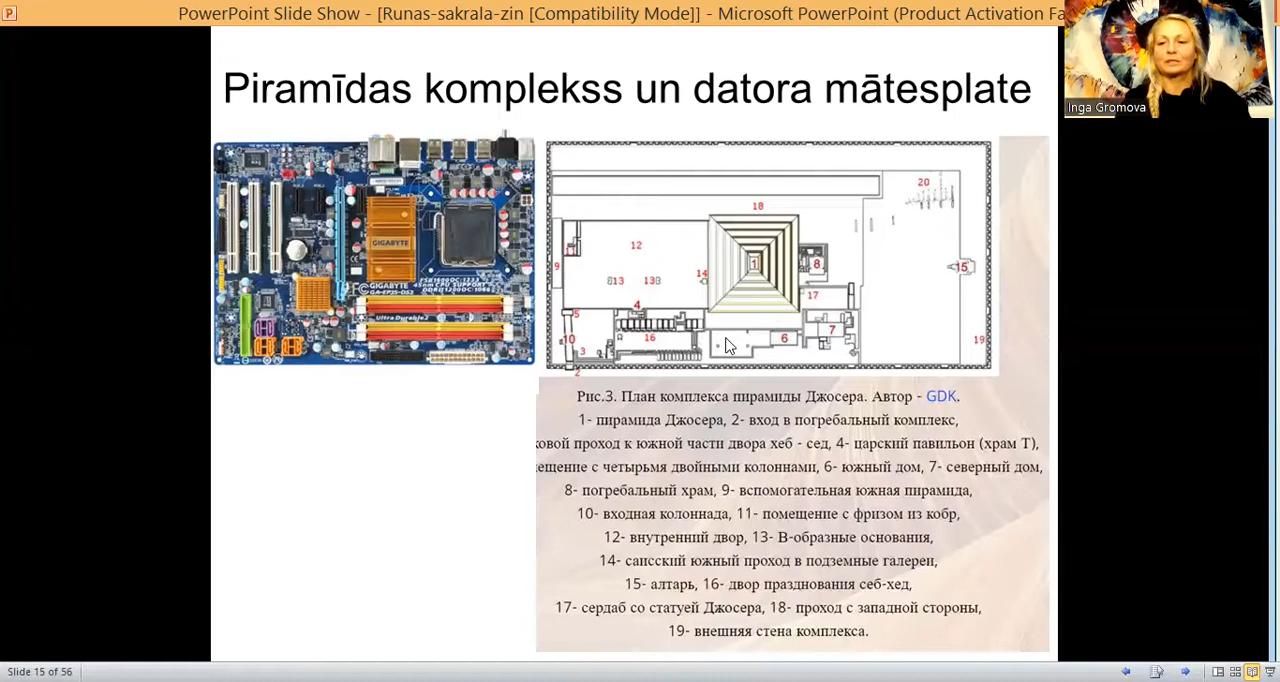 PowerPoint Slide Show - [Runas-sakrala-zin [Compatibility Mode]] - Microsoft PowerPoint (Product Activation Fa
Inga Gromova
Piramīdas komplekss un datora mātesplate
GIGABYTE
Ultra Durable2
20
18
12
11
9
13
13
14
1
8
15
17
4
5
10
16
6
7
3
19
2
Рис.3. План комплекса пирамиды Джосера. Автор - GDK.
1- пирамида Джосера, 2- вход в погребальный комплекс,
ковой проход к южной части двора хеб - сед, 4- царский павильон (храм Т),
ещение с четырьмя двойными колоннами, 6- южный дом, 7- северный дом,
8- погребальный храм, 9- вспомогательная южная пирамида,
10- входная колоннада, 11- помещение с фризом из кобр,
12- внутренний двор, 13- В-образные основания,
14- саисский южный проход в подземные галереи,
15- алтарь, 16- двор празднования себ-хед,
17- сердаб со статуей Джосера, 18- проход с западной стороны,
19- внешняя стена комплекса.
Slide 15 of 56